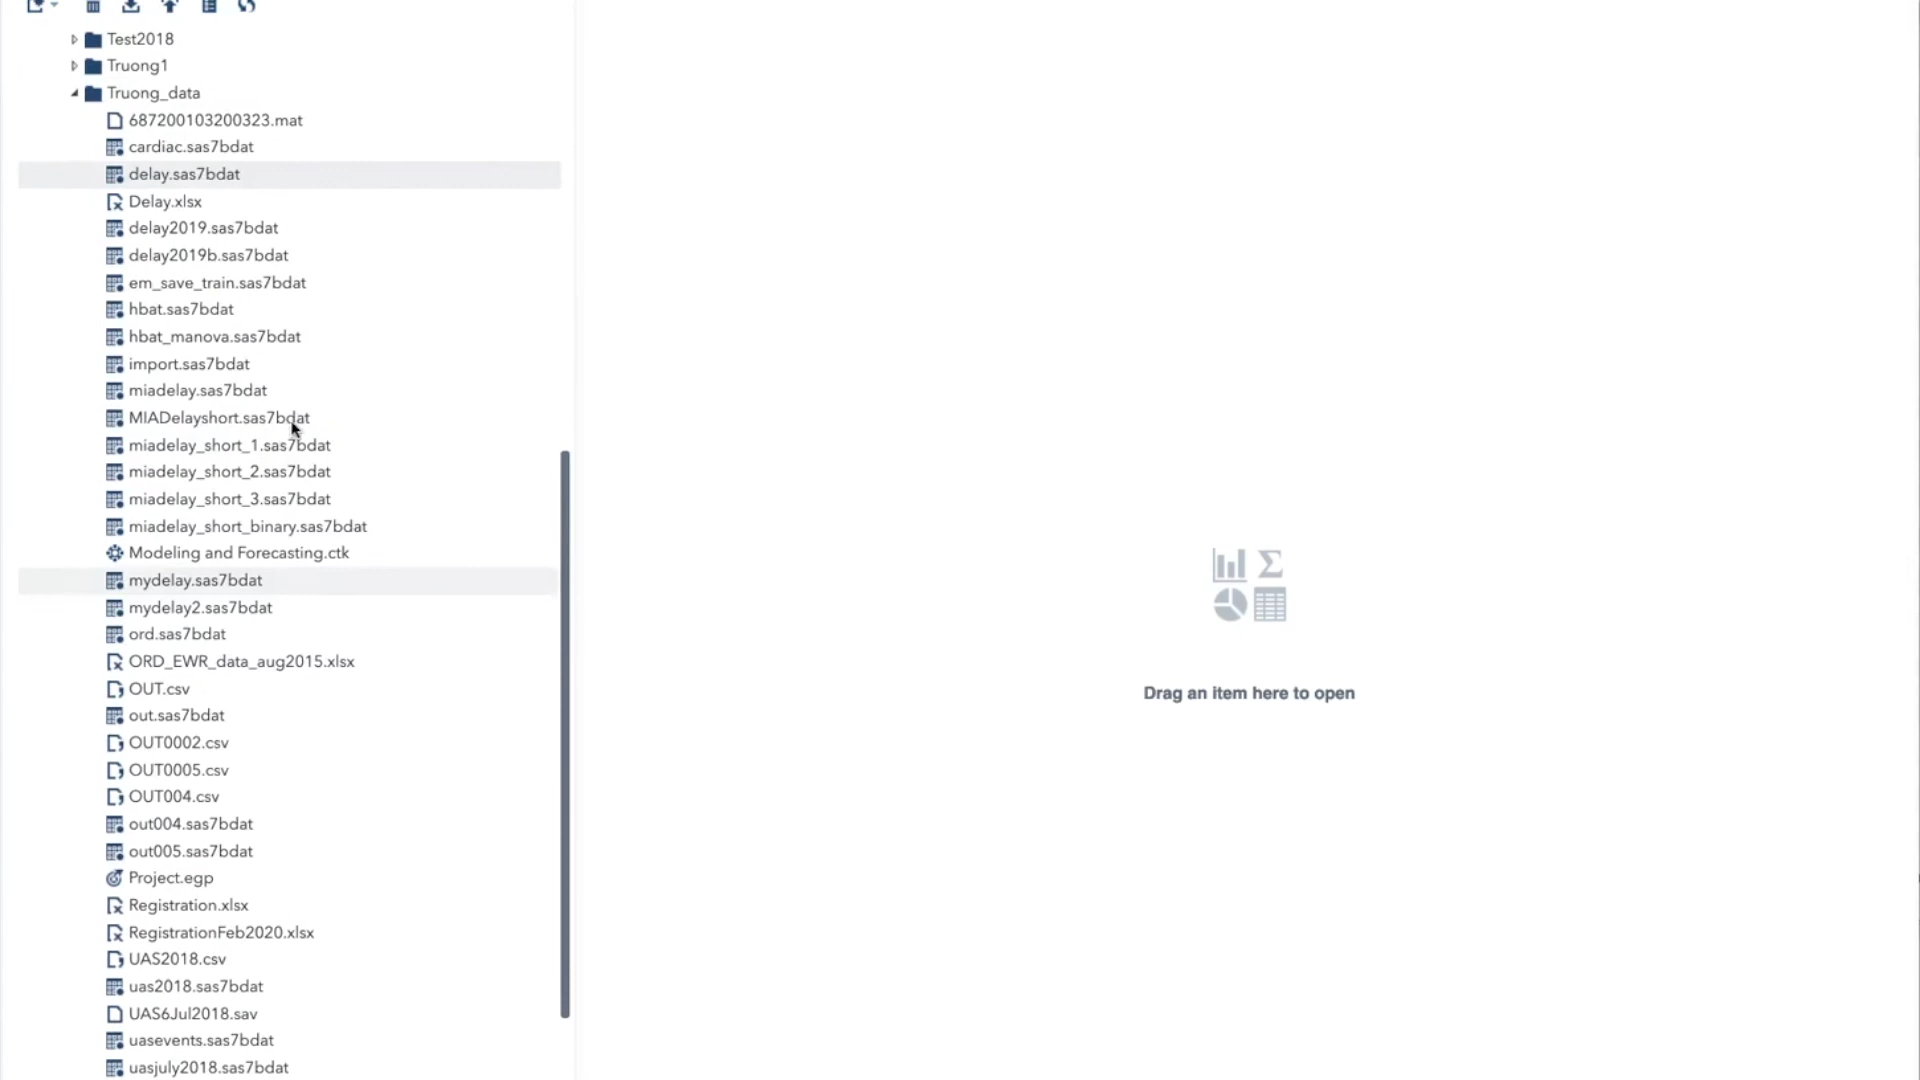 Test2018
Truong1
Truong_data
687200103200323.mat
cardiac.sas7bdat
delay.sas7bdat
Delay.xlsx
delay2019.sas7bdat
delay2019b.sas7bdat
em_save_train.sas7bdat
hbat.sas7bdat
hbat_manova.sas7bdat
import.sas7bdat
miadelay.sas7bdat
MIADelayshort.sas7bdat
miadelay_short_1.sas7bdat
miadelay_short_2.sas7bdat
miadelay_short_3.sas7bdat
miadelay_short_binary.sas7bdat
Modeling and Forecasting.ctk
mydelay.sas7bdat
mydelay2.sas7bdat
ord.sas7bdat
ORD_EWR_data_aug2015.xlsx
OUT.csv
out.sas7bdat
OUT0002.csv
OUT0005.csv
OUT004.csv
out004.sas7bdat
out005.sas7bdat
Project.egp
Registration.xlsx
RegistrationFeb2020.xlsx
UAS2018.csv
uas2018.sas7bdat
UAS6Jul2018.sav
uasevents.sas7bdat
uasjuly2018.sas7bdat
Drag an item here to open